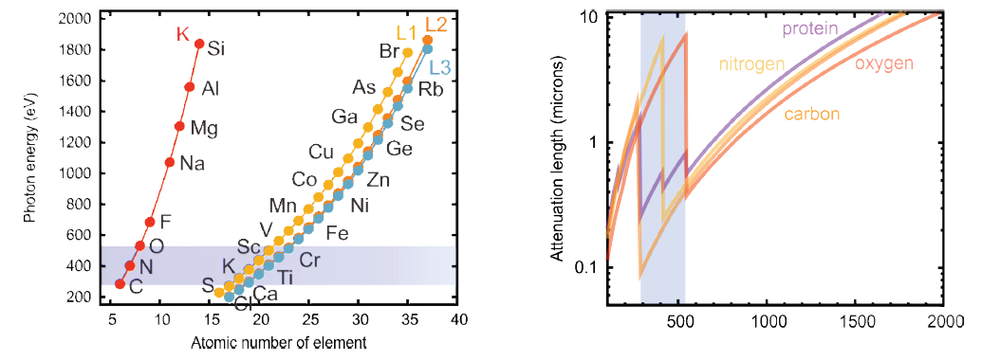 2000
1800
1600
1400
1200
1000
800
600
400
200
Photon energy (eV)
K
Si
Al
Mg
Na
F
O
N
C
L1
L2
L3
Br
As
Ga
Cu
Co
Mn
V
Sc
K
S
Rb
Se
Ge
Zn
Ni
Fe
Cr
Ti
Ca
Cl
5
10
15
20
25
30
35
40
Atomic number of element
10
1
0.1
Attenuation length (microns)
protein
nitrogen
oxygen
carbon
500
1000
1500
2000